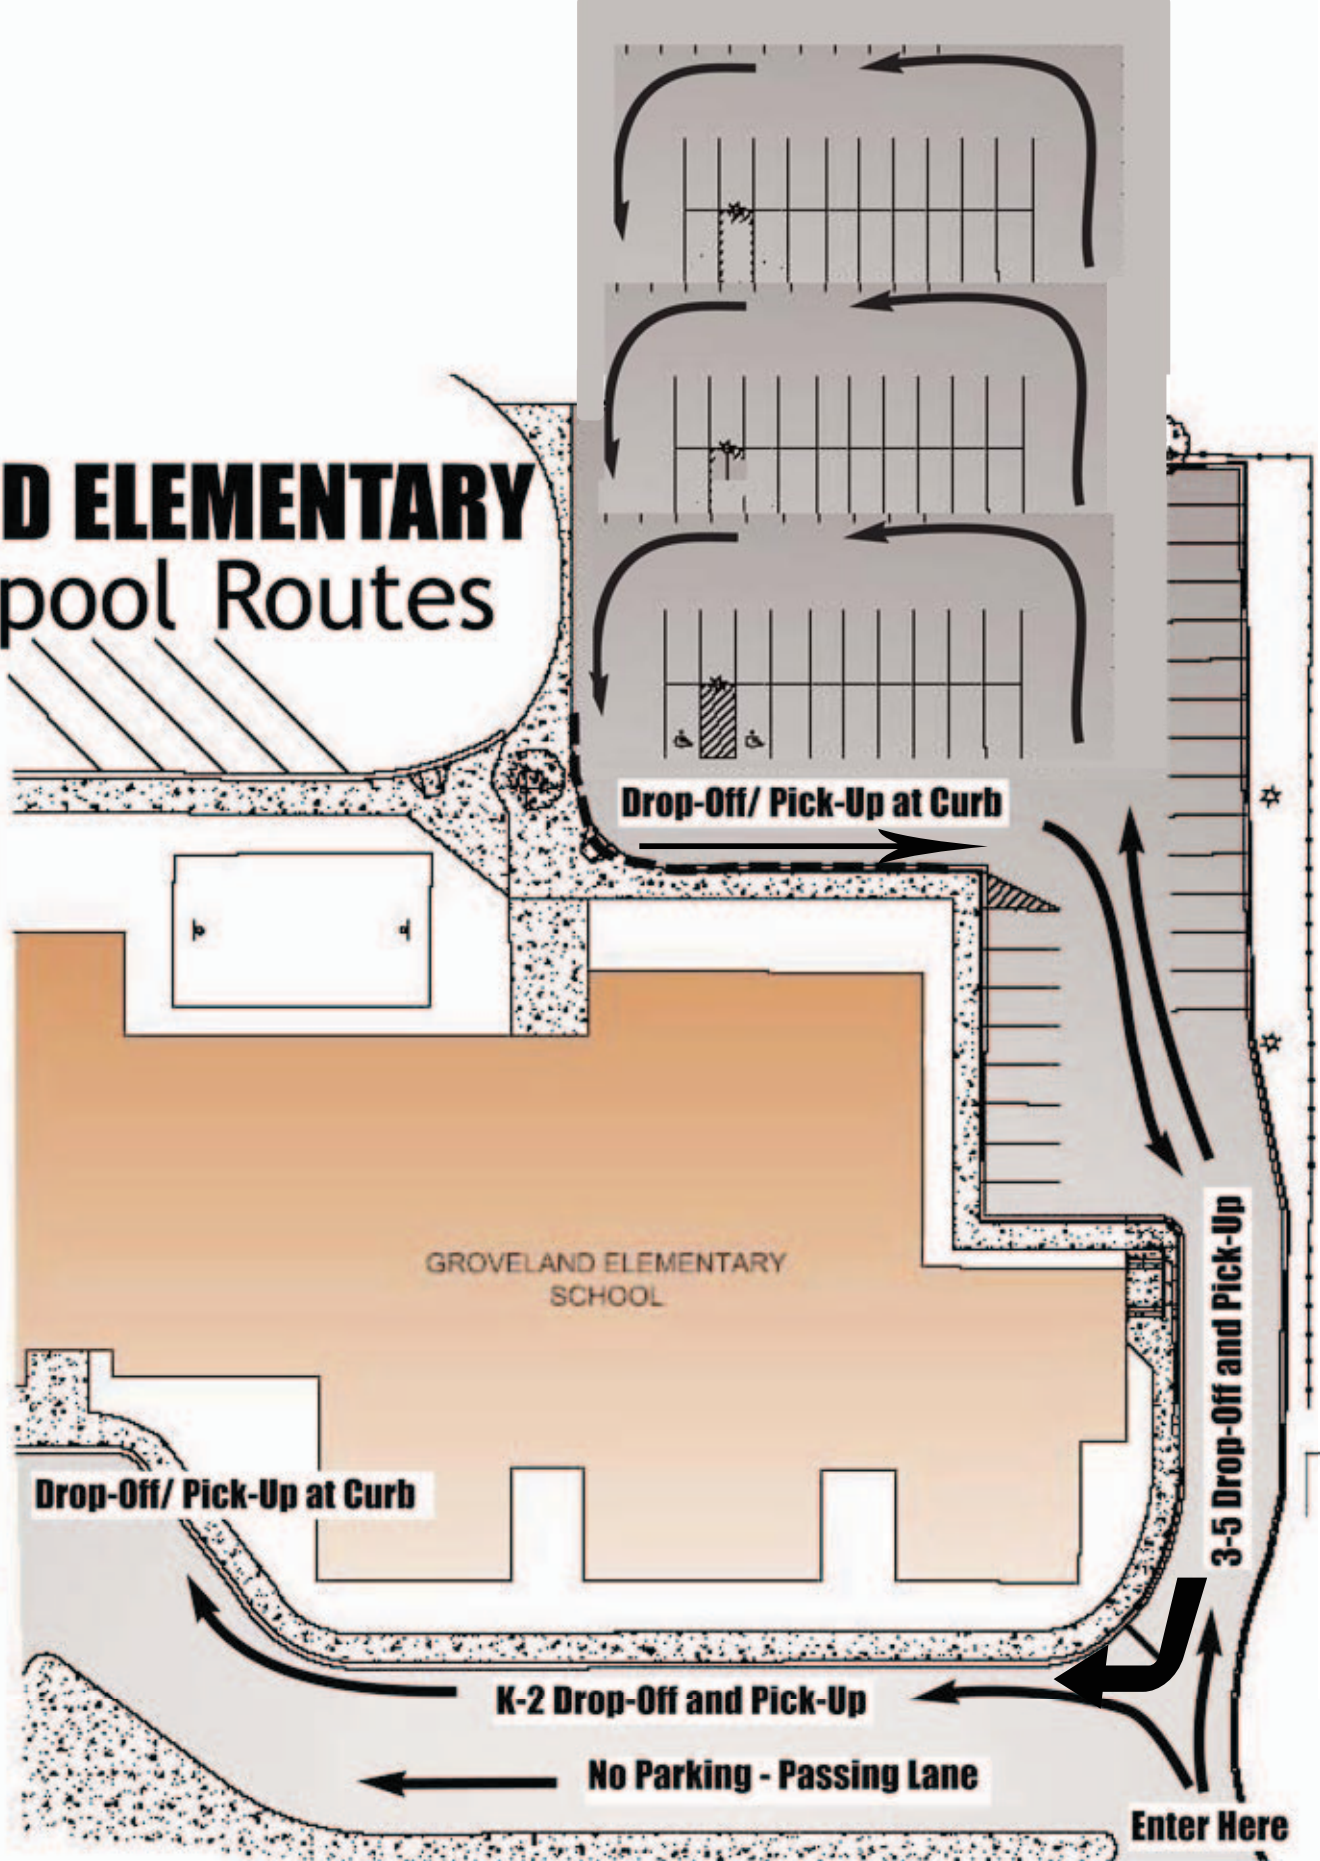 D ELEMENTARY
pool Routes
Drop-Off/ Pick-Up at Curb
GROVELAND ELEMENTARY
SCHOOL
3-5 Drop-Off and Pick-Up
Drop-Off/ Pick-Up at Curb
K-2 Drop-Off and Pick-Up
No Parking - Passing Lane
Enter Here